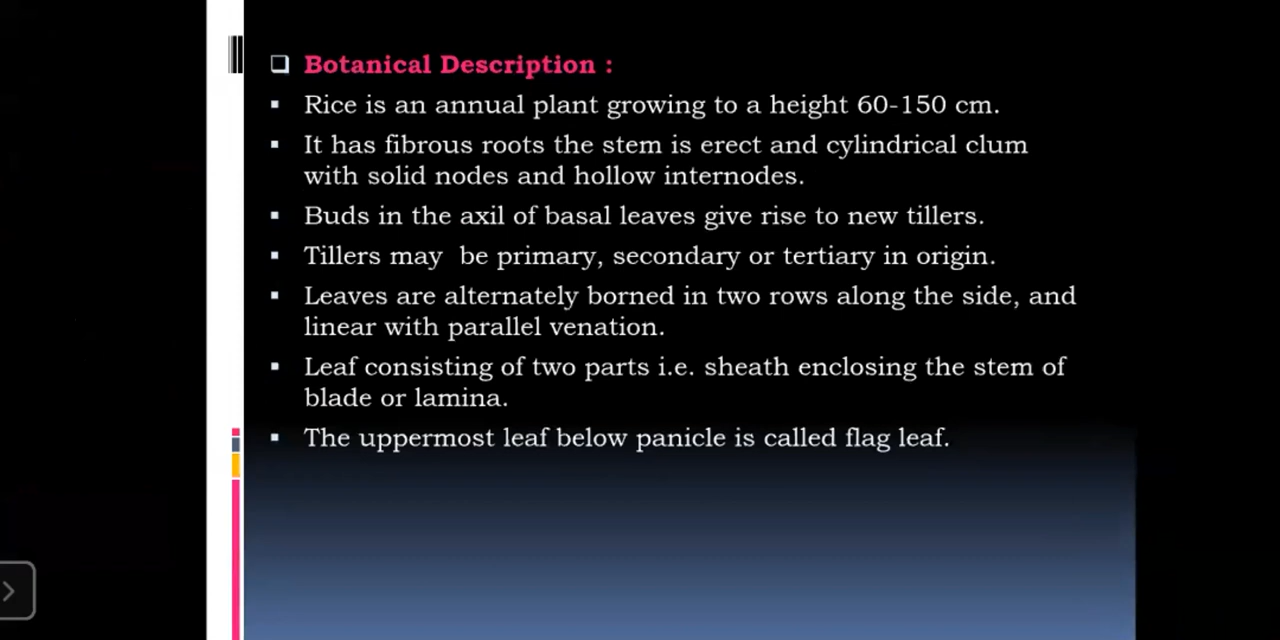 Botanical Description :
Rice is an annual plant growing to a height 60-150 cm.
It has fibrous roots the stem is erect and cylindrical clum
with solid nodes and hollow internodes.
Buds in the axil of basal leaves give rise to new tillers.
Tillers may be primary, secondary or tertiary in origin.
Leaves are alternately borned in two rows along the side, and
linear with parallel venation.
Leaf consisting of two parts i.e. sheath enclosing the stem of
blade or lamina.
The uppermost leaf below panicle is called flag leaf.